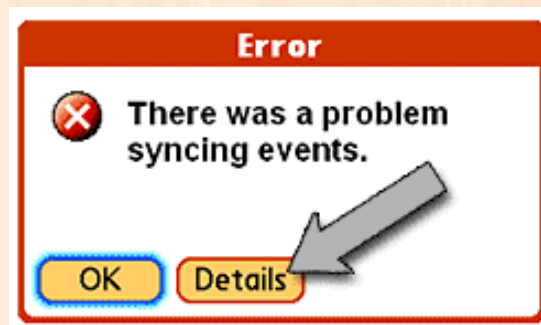 Error
There was a problem
syncing events.
OK
Details